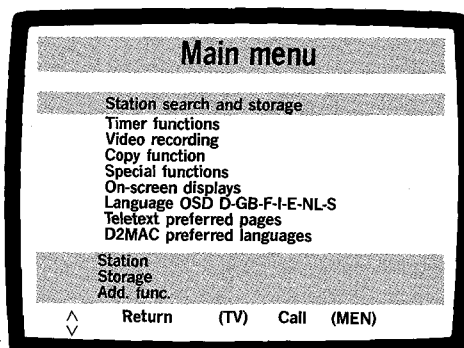 Main menu
Station search and storage
Timer functions
Video recording
Copy function
Special functions
On-screen displays
Language OSD D-GB-F-I-E-NL-S
Teletext preferred pages
D2MAC preferred languages
Station
Storage
Add. func.
Return (TV) Call (MEN)